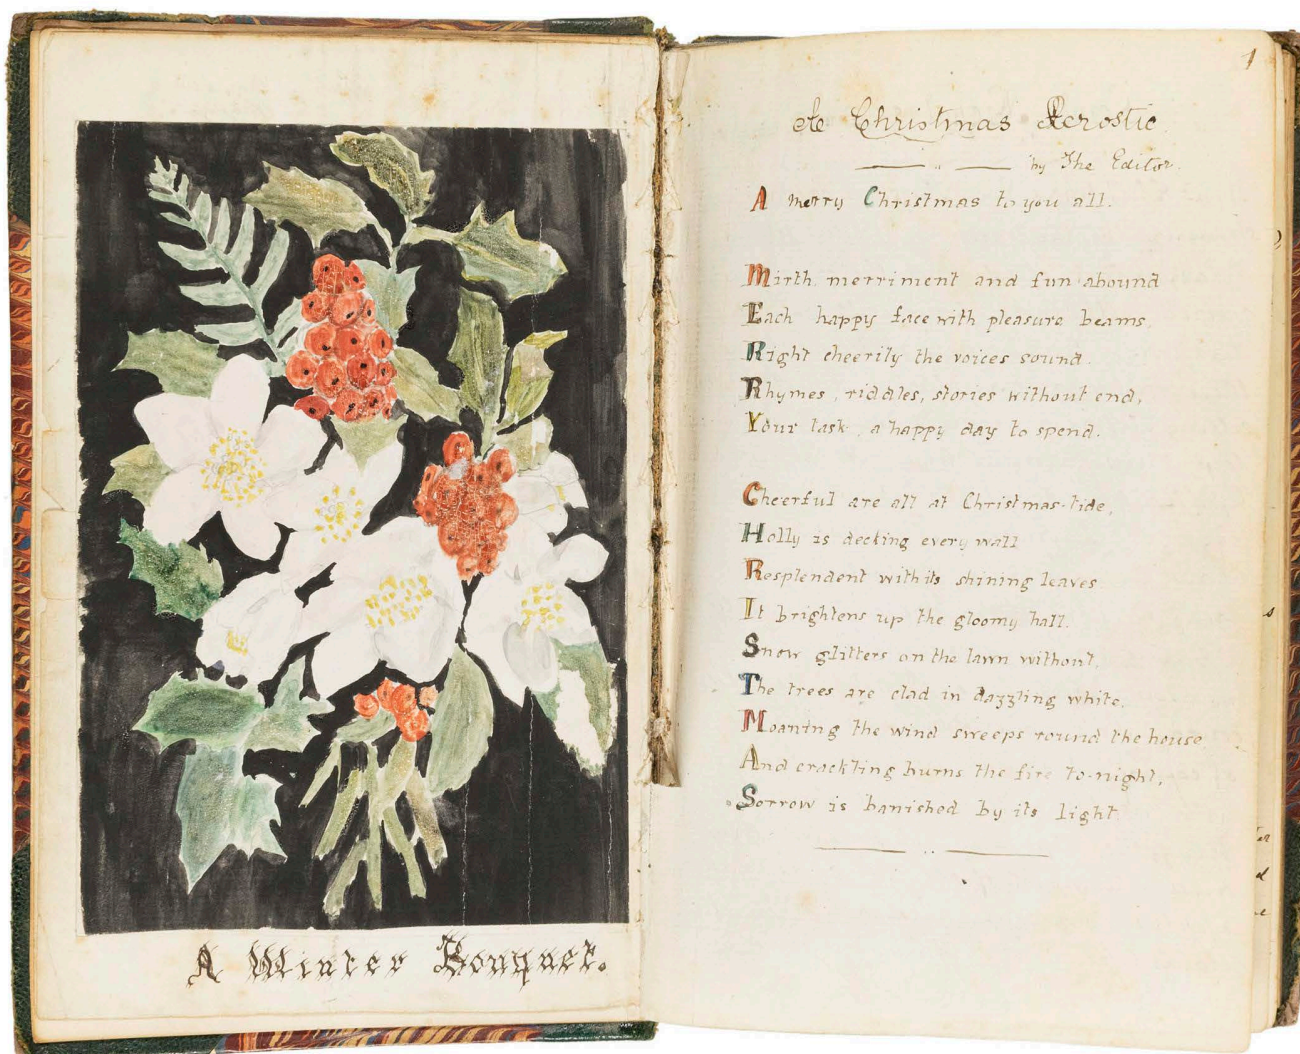 A Winter Bouquet.
1
A Christmas Acrostic
by The Editor.
A merry Christmas to you all.
Mirth, merriment and fun abound
Each happy face with pleasure beams,
Right cheerily the voices sound.
Rhymes, riddles, stories without end,
Your task, a happy day to spend.
Cheerful are all at Christmas-tide,
Holly is decking every wall
Resplendent with its shining leaves
It brightens up the gloomy hall.
Snow glitters on the lawn without,
The trees are clad in dazzling white,
Moaning the wind sweeps round the house
And crackling burns the fire to-night,
Sorrow is banished by its light